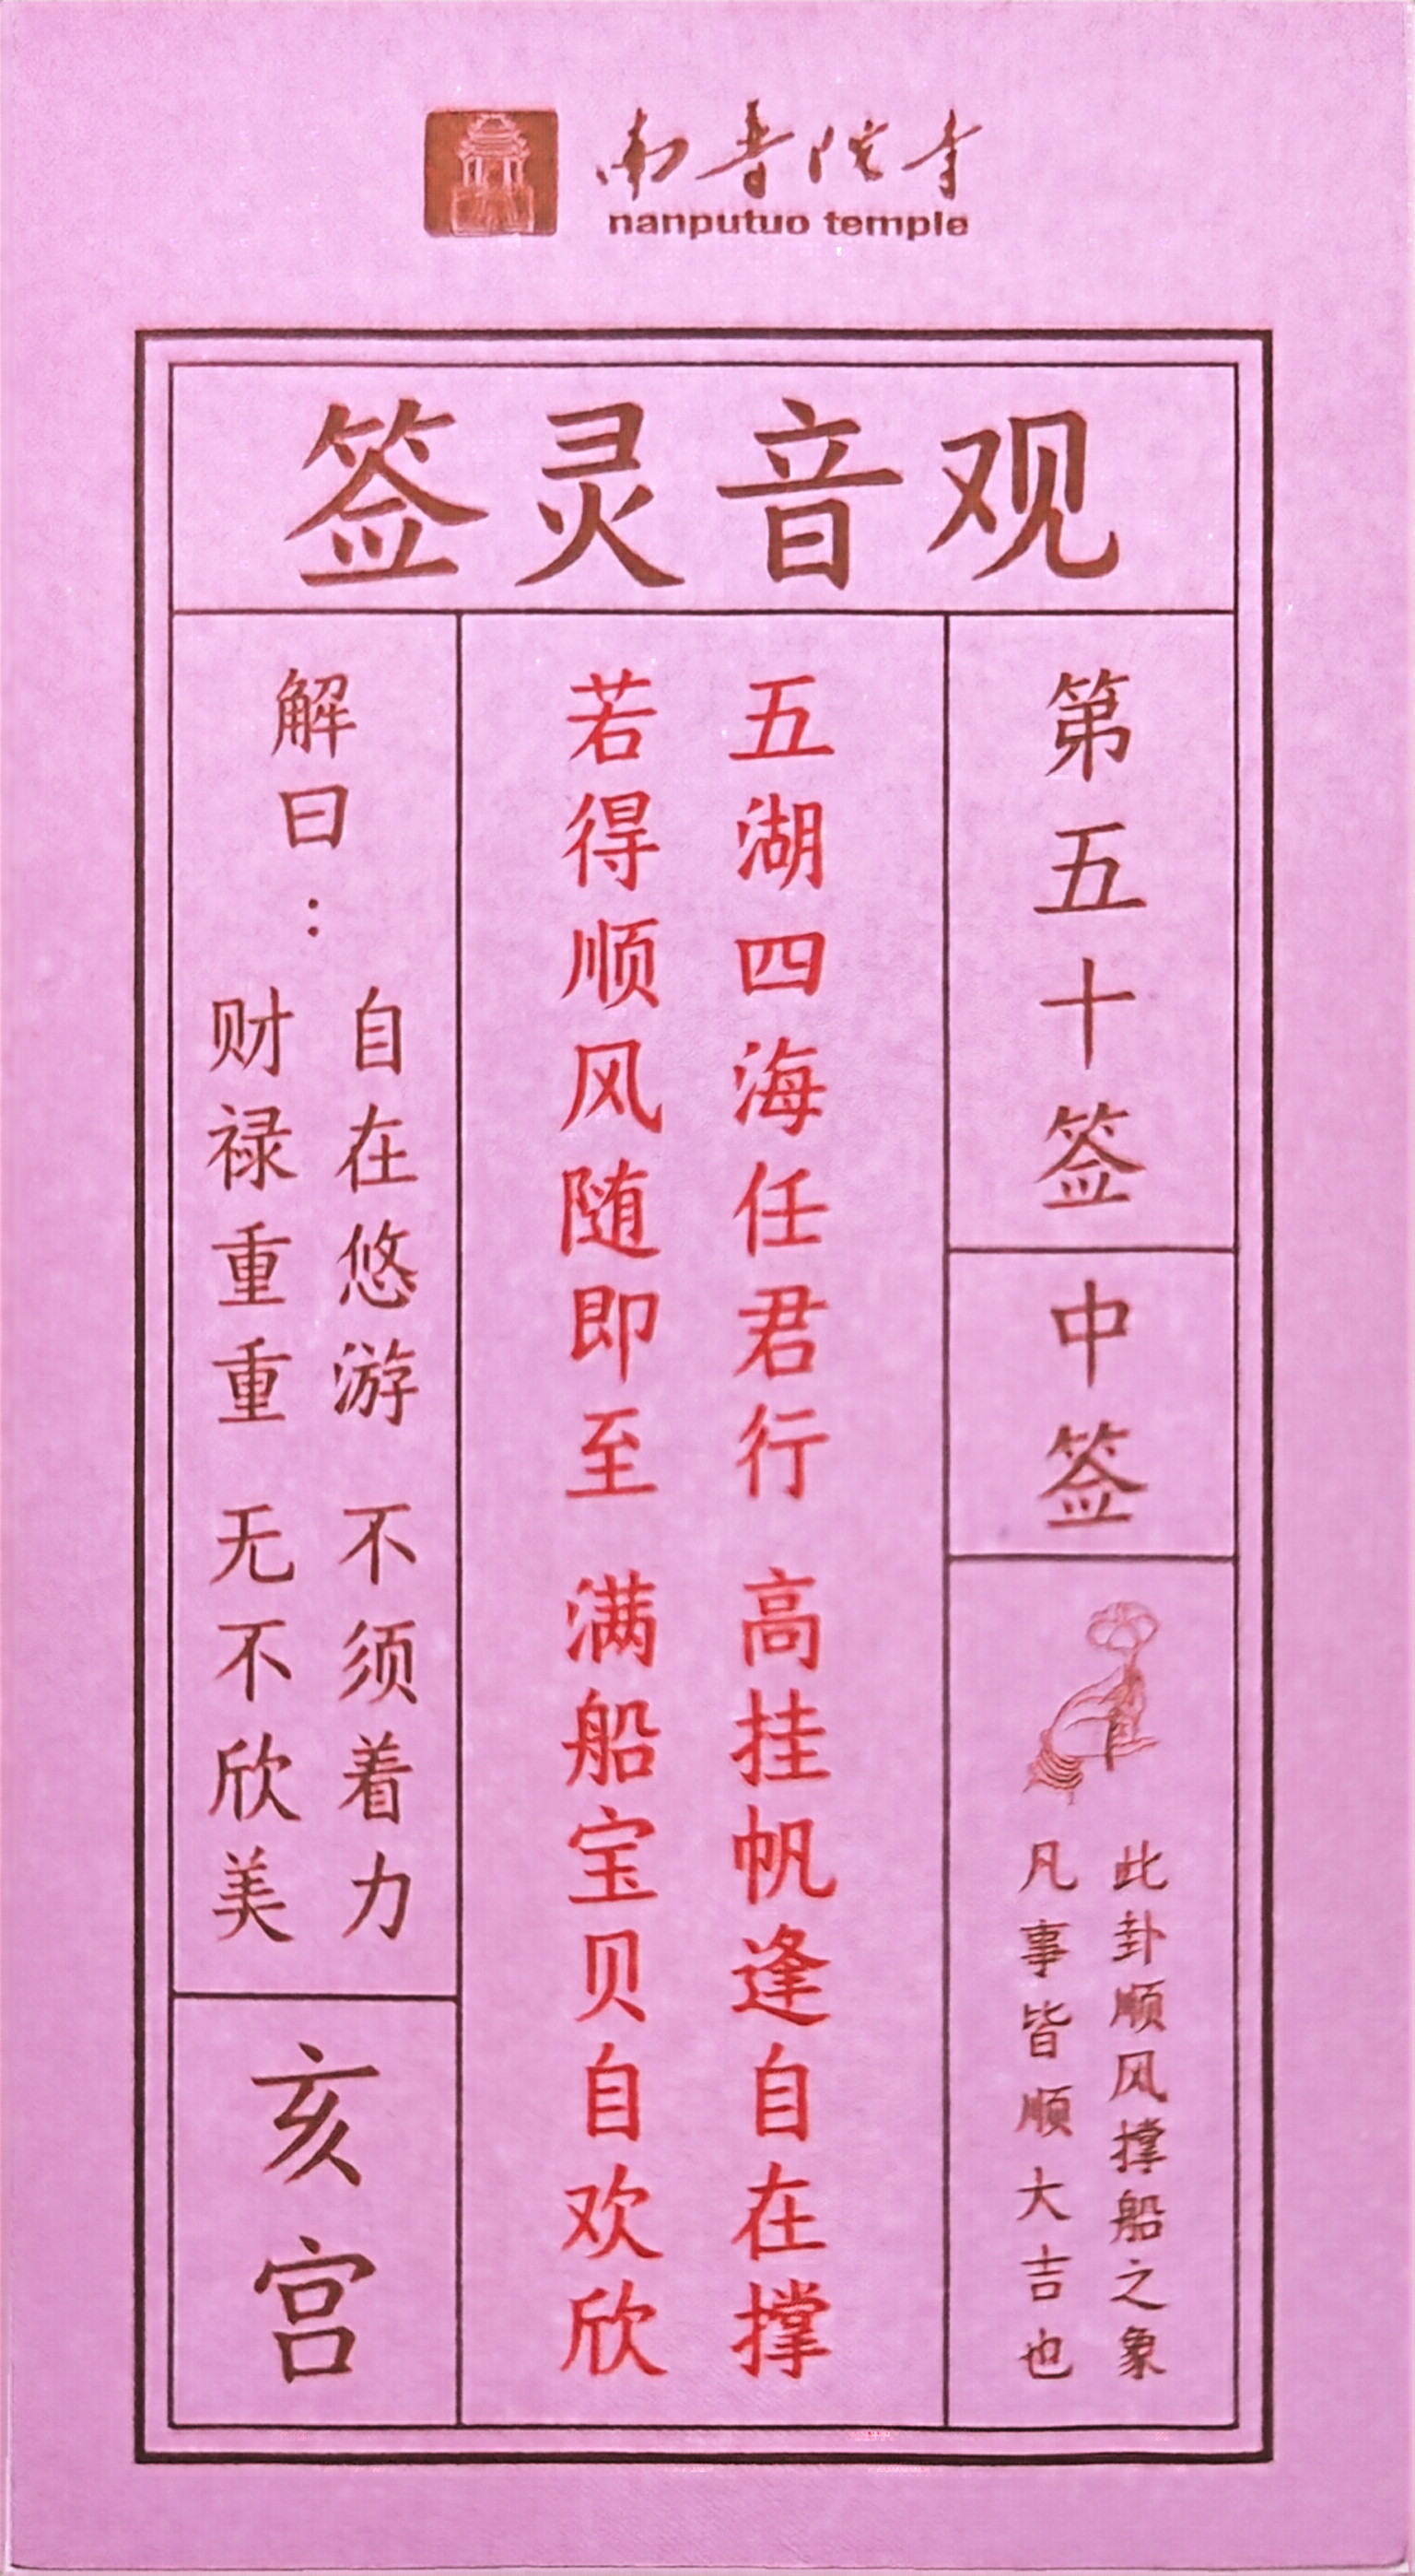 南普陀寺
nanputuo temple
观音灵签
第五十签
中签
此卦顺风撑船之象
凡事皆顺大吉也
五湖四海任君行 高挂帆逢自在撑
若得顺风随即至 满船宝贝自欢欣
解曰：
自在悠游 不须着力
财禄重重 无不欣美
亥宫